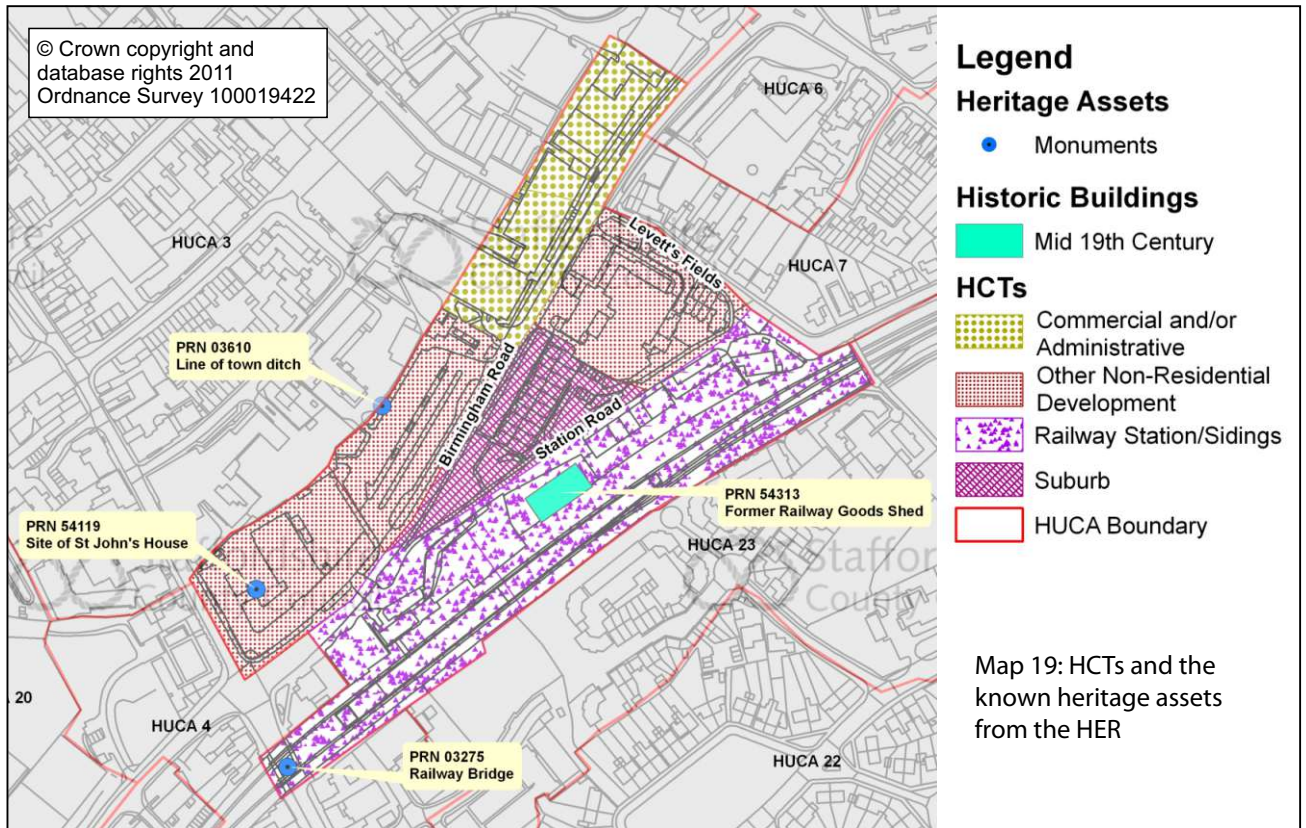 © Crown copyright and
database rights 2011
Ordnance Survey 100019422
HUCA 6
HUCA 3
Levett's Fields
HUCA 7
PRN 03610
Line of town ditch
Birmingham Road
Station Road
PRN 54313
Former Railway Goods Shed
PRN 54119
Site of St John's House
HUCA 23
Stafford
County
20
HUCA 4
PRN 03275
Railway Bridge
HUCA 22
Legend
Heritage Assets
Monuments
Historic Buildings
Mid 19th Century
HCTs
Commercial and/or
Administrative
Other Non-Residential
Development
Railway Station/Sidings
Suburb
HUCA Boundary
Map 19: HCTs and the
known heritage assets
from the HER